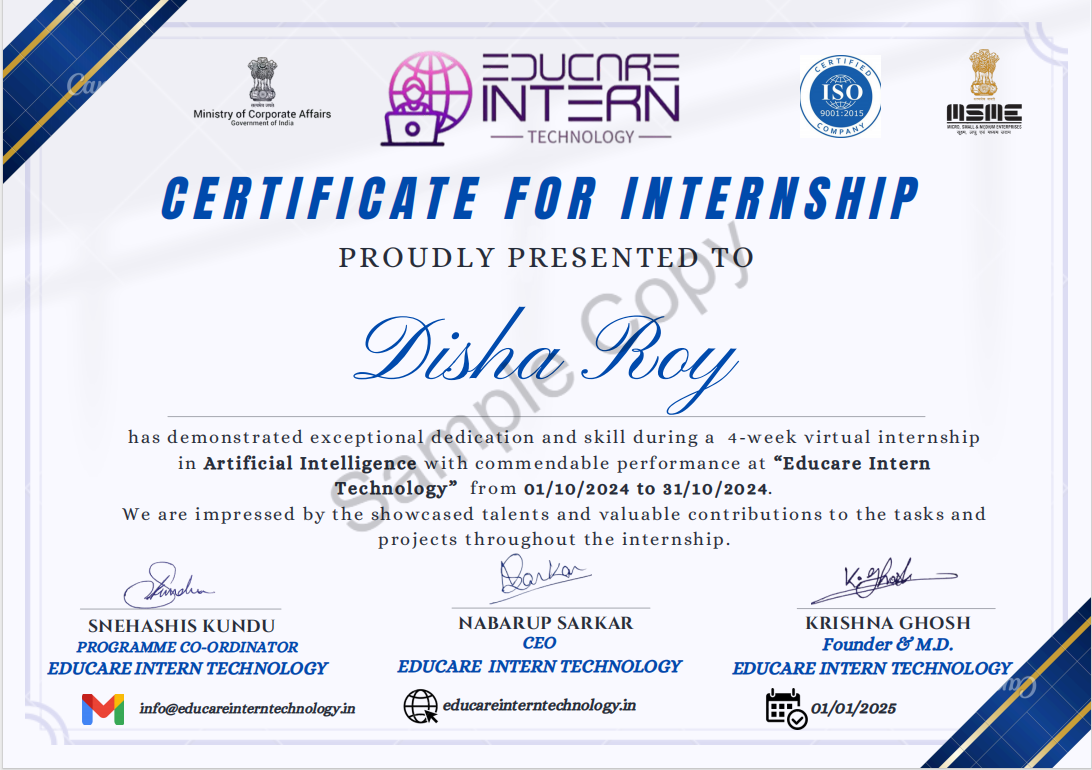 Ministry of Corporate Affairs
Government of India
EDUCARE
INTERN
TECHNOLOGY
CERTIFIED
ISO
9001:2015
COMPANY
MSME
MICRO, SMALL & MEDIUM ENTERPRISES
सूक्ष्म, लघु एवं मध्यम उद्यम
CERTIFICATE FOR INTERNSHIP
PROUDLY PRESENTED TO
Disha Roy
Sample Copy
has demonstrated exceptional dedication and skill during a 4-week virtual internship
in Artificial Intelligence with commendable performance at “Educare Intern
Technology” from 01/10/2024 to 31/10/2024.
We are impressed by the showcased talents and valuable contributions to the tasks and
projects throughout the internship.
Sarkar
K. Ghosh
SNEHASHIS KUNDU
PROGRAMME CO-ORDINATOR
EDUCARE INTERN TECHNOLOGY
NABARUP SARKAR
CEO
EDUCARE INTERN TECHNOLOGY
KRISHNA GHOSH
Founder & M.D.
EDUCARE INTERN TECHNOLOGY
info@educareinterntechnology.in
educareinterntechnology.in
01/01/2025